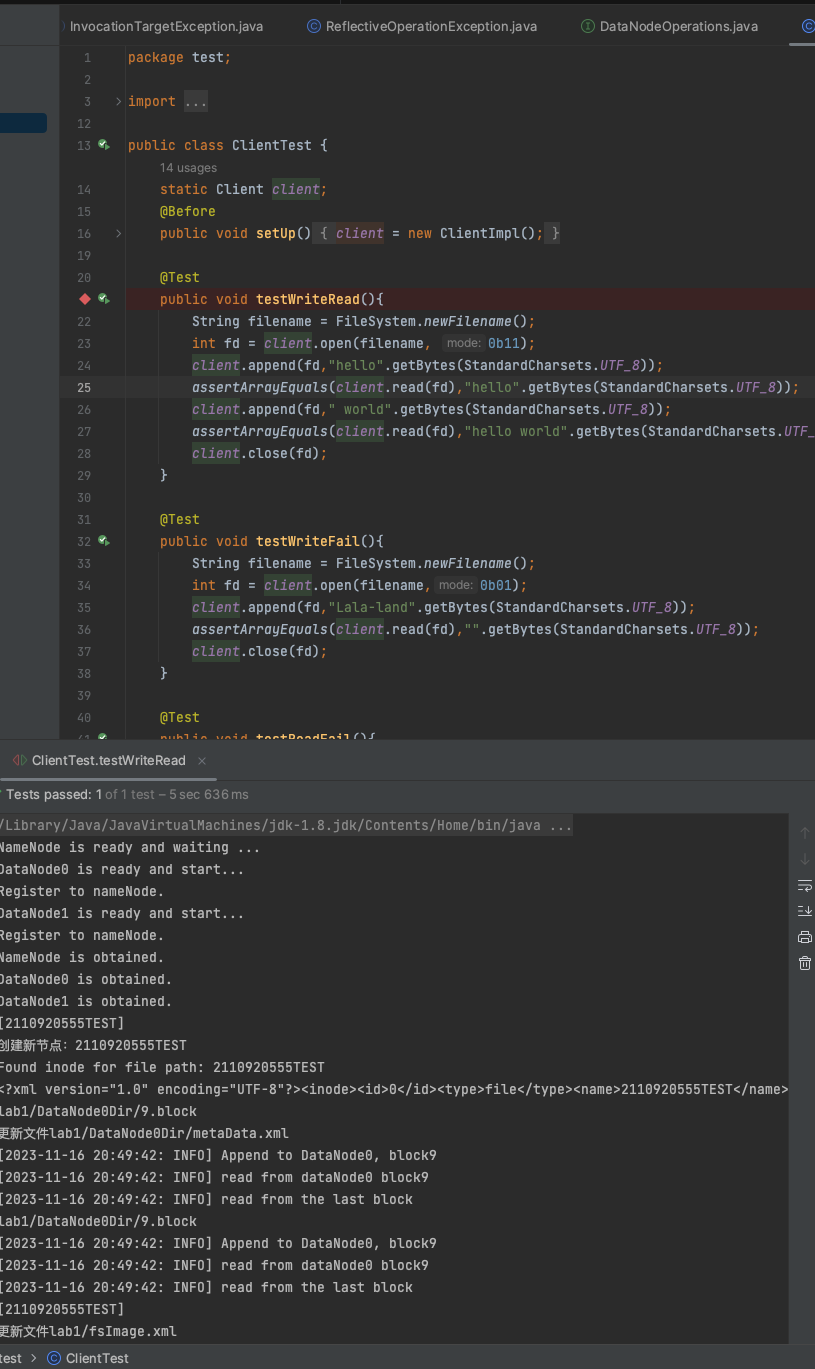 InvocationTargetException.java ReflectiveOperationException.java DataNodeOperations.java
1 package test;
2
3 import ...
12
13 public class ClientTest {
14 usages
14 static Client client;
15 @Before
16 public void setUp() { client = new ClientImpl(); }
19
20 @Test
public void testWriteRead(){
22 String filename = FileSystem.newFilename();
23 int fd = client.open(filename, mode: 0b11);
24 client.append(fd,"hello".getBytes(StandardCharsets.UTF_8));
25 assertArrayEquals(client.read(fd),"hello".getBytes(StandardCharsets.UTF_8));
26 client.append(fd," world".getBytes(StandardCharsets.UTF_8));
27 assertArrayEquals(client.read(fd),"hello world".getBytes(StandardCharsets.UTF_
28 client.close(fd);
29 }
30
31 @Test
32 public void testWriteFail(){
33 String filename = FileSystem.newFilename();
34 int fd = client.open(filename, mode: 0b01);
35 client.append(fd,"Lala-land".getBytes(StandardCharsets.UTF_8));
36 assertArrayEquals(client.read(fd),"".getBytes(StandardCharsets.UTF_8));
37 client.close(fd);
38 }
39
40 @Test
41 public void testReadFail(){
ClientTest.testWriteRead ×
Tests passed: 1 of 1 test – 5 sec 636 ms
/Library/Java/JavaVirtualMachines/jdk-1.8.jdk/Contents/Home/bin/java ...
NameNode is ready and waiting ...
DataNode0 is ready and start...
Register to nameNode.
DataNode1 is ready and start...
Register to nameNode.
NameNode is obtained.
DataNode0 is obtained.
DataNode1 is obtained.
[2110920555TEST]
创建新节点: 2110920555TEST
Found inode for file path: 2110920555TEST
<?xml version="1.0" encoding="UTF-8"?><inode><id>0</id><type>file</type><name>2110920555TEST</name>
lab1/DataNode0Dir/9.block
更新文件lab1/DataNode0Dir/metaData.xml
[2023-11-16 20:49:42: INFO] Append to DataNode0, block9
[2023-11-16 20:49:42: INFO] read from dataNode0 block9
[2023-11-16 20:49:42: INFO] read from the last block
lab1/DataNode0Dir/9.block
[2023-11-16 20:49:42: INFO] Append to DataNode0, block9
[2023-11-16 20:49:42: INFO] read from dataNode0 block9
[2023-11-16 20:49:42: INFO] read from the last block
[2110920555TEST]
更新文件lab1/fsImage.xml
test > ClientTest